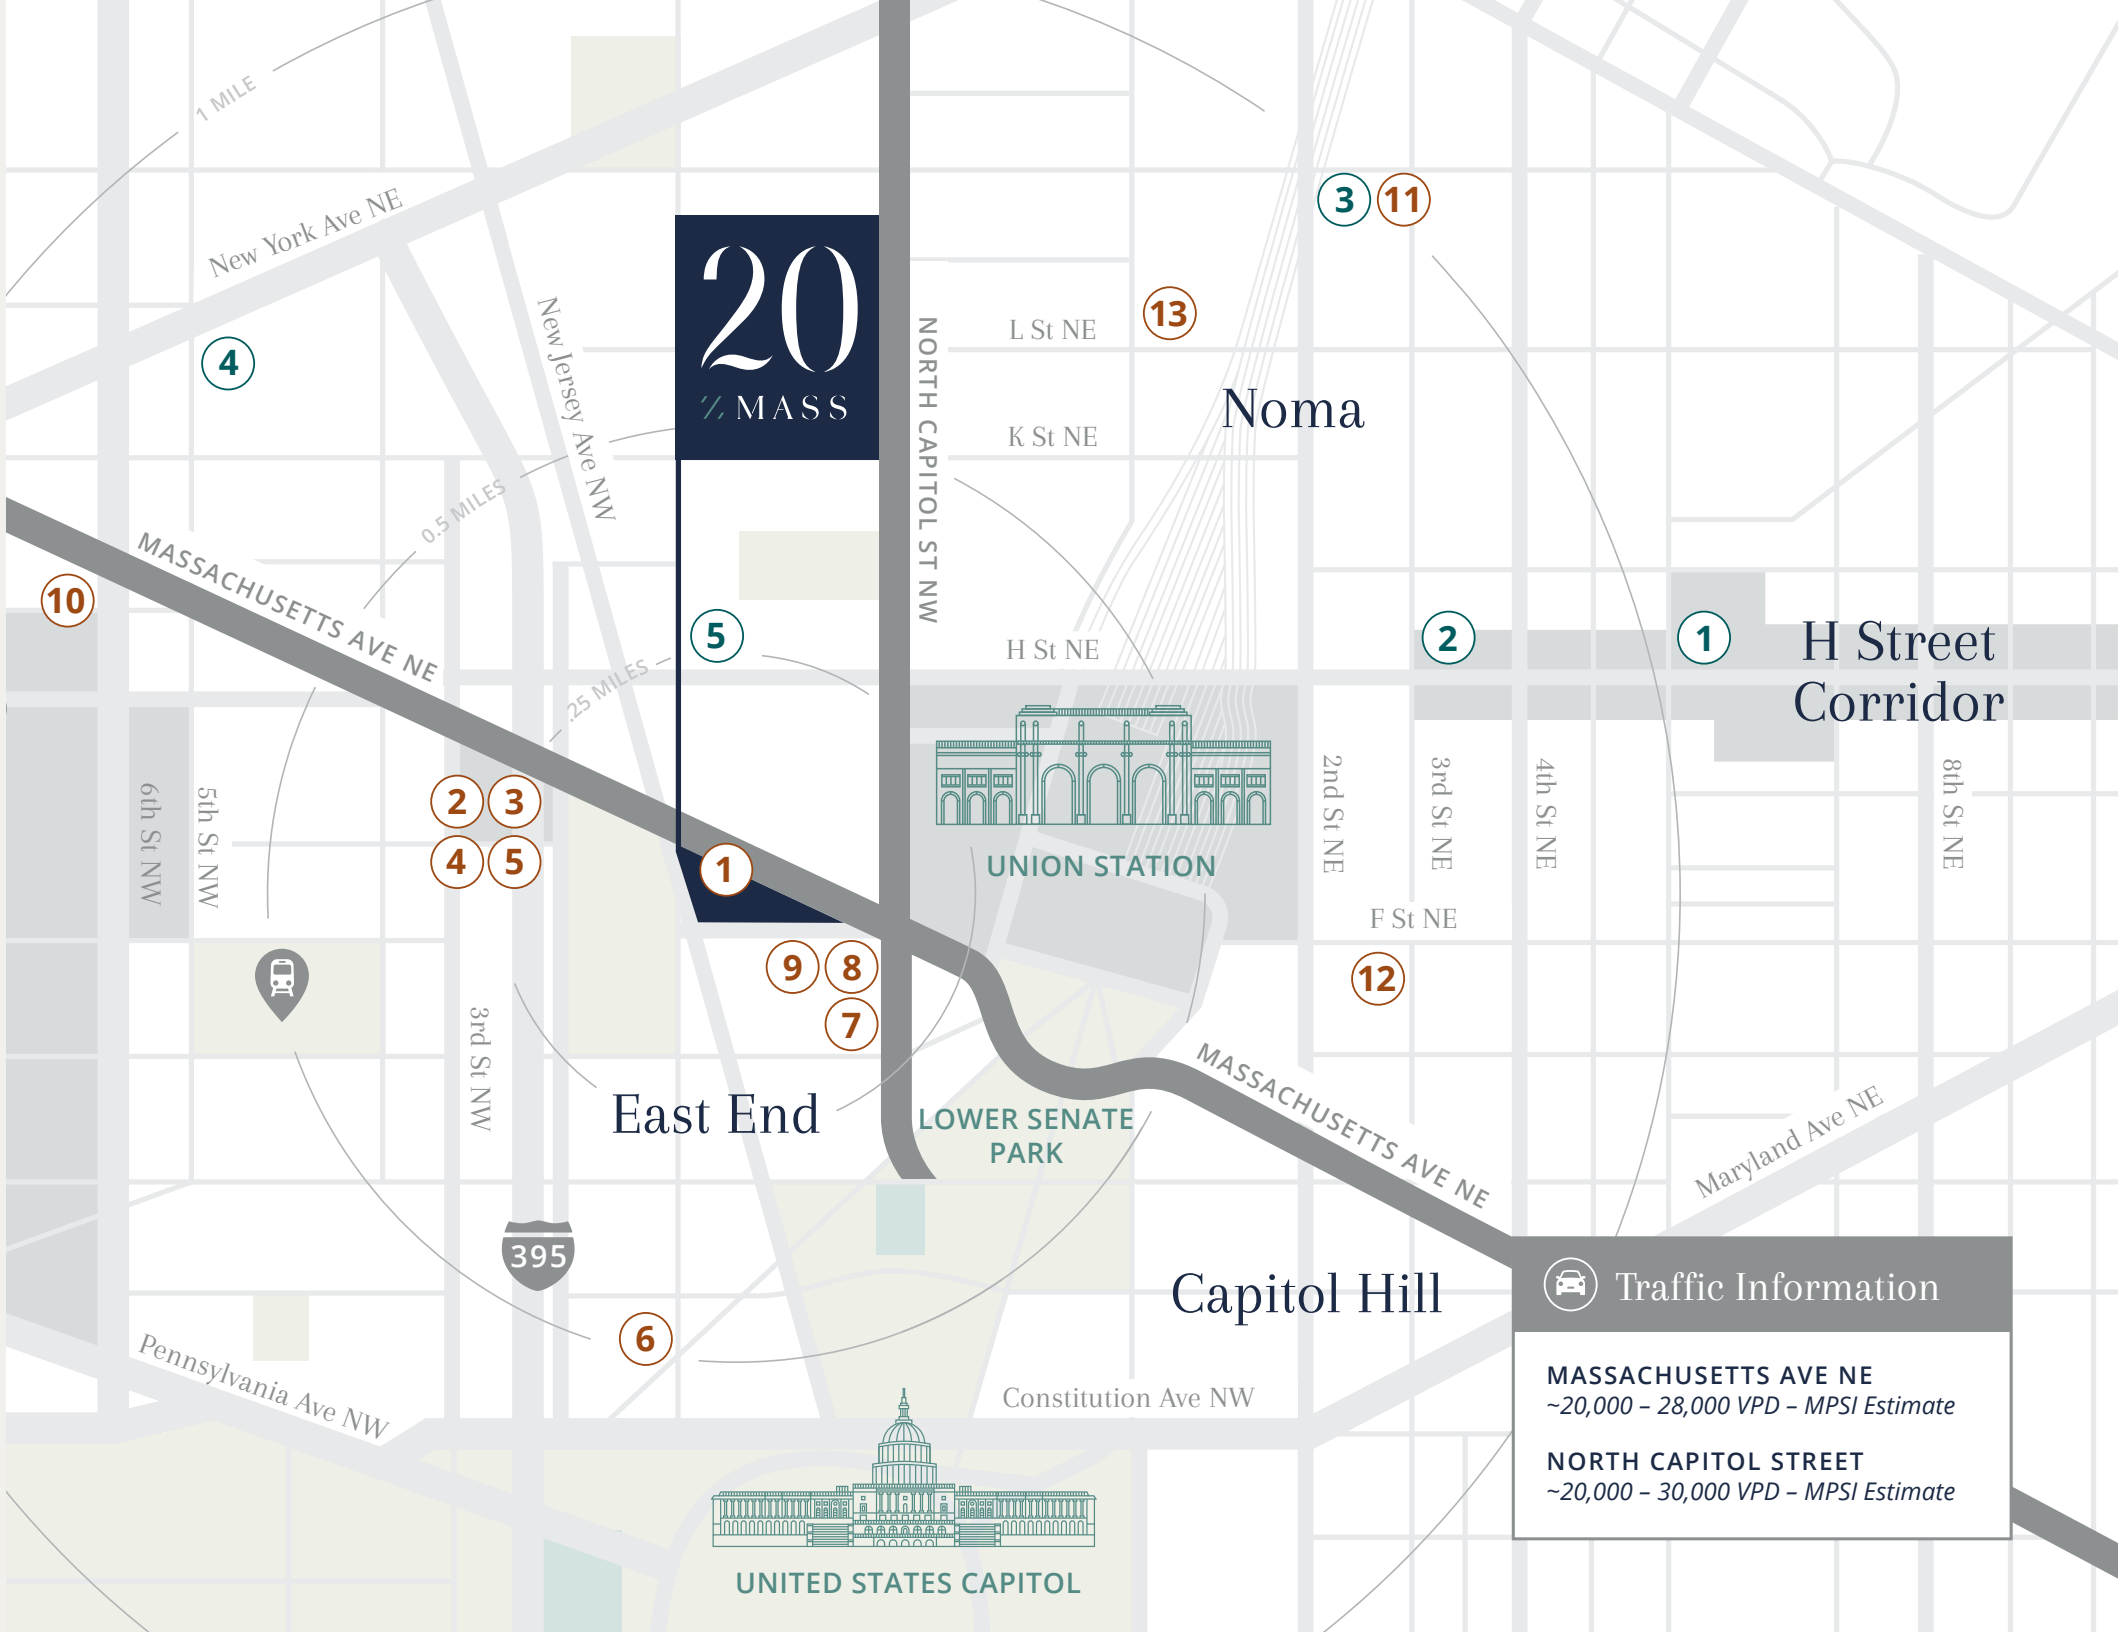 1 MILE
New York Ave NE
3
11
20
MASS
New Jersey Ave NW
NORTH CAPITOL ST NW
L St NE
13
4
Noma
K St NE
0.5 MILES
MASSACHUSETTS AVE NE
10
5
H St NE
2
1
H Street
Corridor
.25 MILES
6th St NW
5th St NW
2
3
4
5
1
UNION STATION
2nd St NE
3rd St NE
4th St NE
8th St NE
F St NE
9
8
12
7
3rd St NW
East End
LOWER SENATE
PARK
MASSACHUSETTS AVE NE
Maryland Ave NE
395
Capitol Hill
6
Pennsylvania Ave NW
Constitution Ave NW
UNITED STATES CAPITOL
Traffic Information
MASSACHUSETTS AVE NE
~20,000 – 28,000 VPD – MPSI Estimate
NORTH CAPITOL STREET
~20,000 – 30,000 VPD – MPSI Estimate